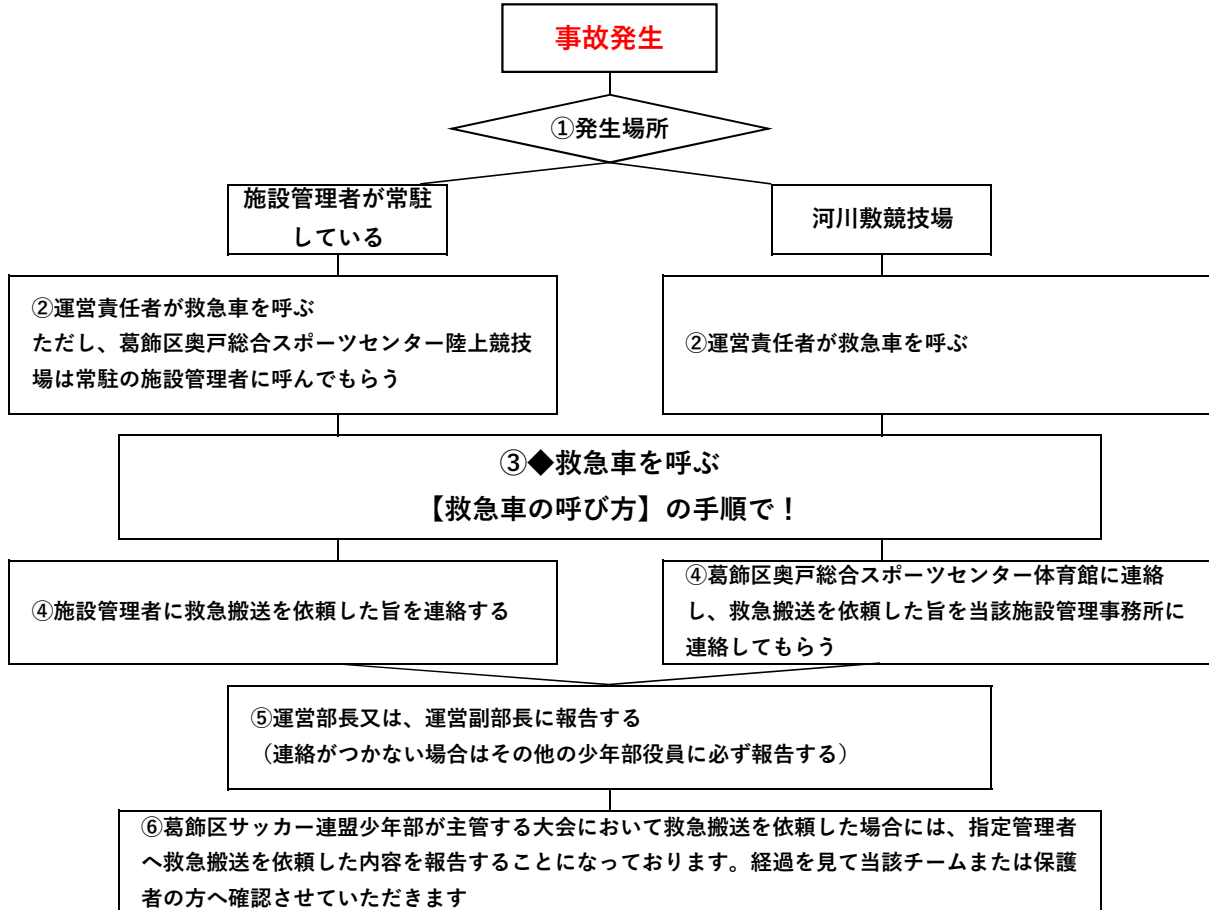 事故発生
①発生場所
施設管理者が常駐
している
河川敷競技場
②運営責任者が救急車を呼ぶ
ただし、葛飾区奥戸総合スポーツセンター陸上競技
場は常駐の施設管理者に呼んでもらう
②運営責任者が救急車を呼ぶ
③◆救急車を呼ぶ
【救急車の呼び方】の手順で！
④施設管理者に救急搬送を依頼した旨を連絡する
④葛飾区奥戸総合スポーツセンター体育館に連絡
し、救急搬送を依頼した旨を当該施設管理事務所に
連絡してもらう
⑤運営部長又は、運営副部長に報告する
（連絡がつかない場合はその他の少年部役員に必ず報告する）
⑥葛飾区サッカー連盟少年部が主管する大会において救急搬送を依頼した場合には、指定管理者
へ救急搬送を依頼した内容を報告することになっております。経過を見て当該チームまたは保護
者の方へ確認させていただきます